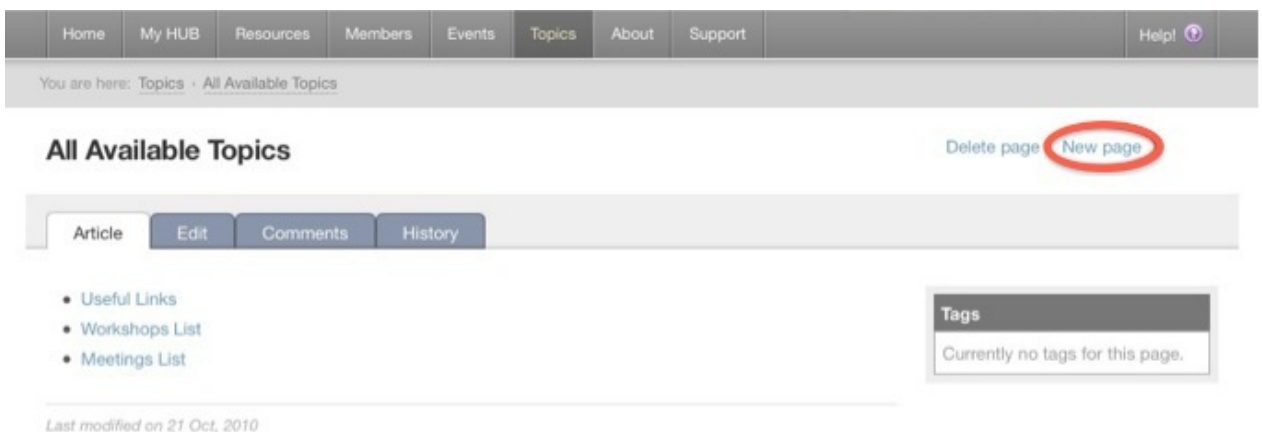 Home My HUB Resources Members Events Topics About Support Help! ?
You are here: Topics › All Available Topics
All Available Topics
Delete page New page
Article Edit Comments History
• Useful Links
• Workshops List
• Meetings List
Tags
Currently no tags for this page.
Last modified on 21 Oct, 2010